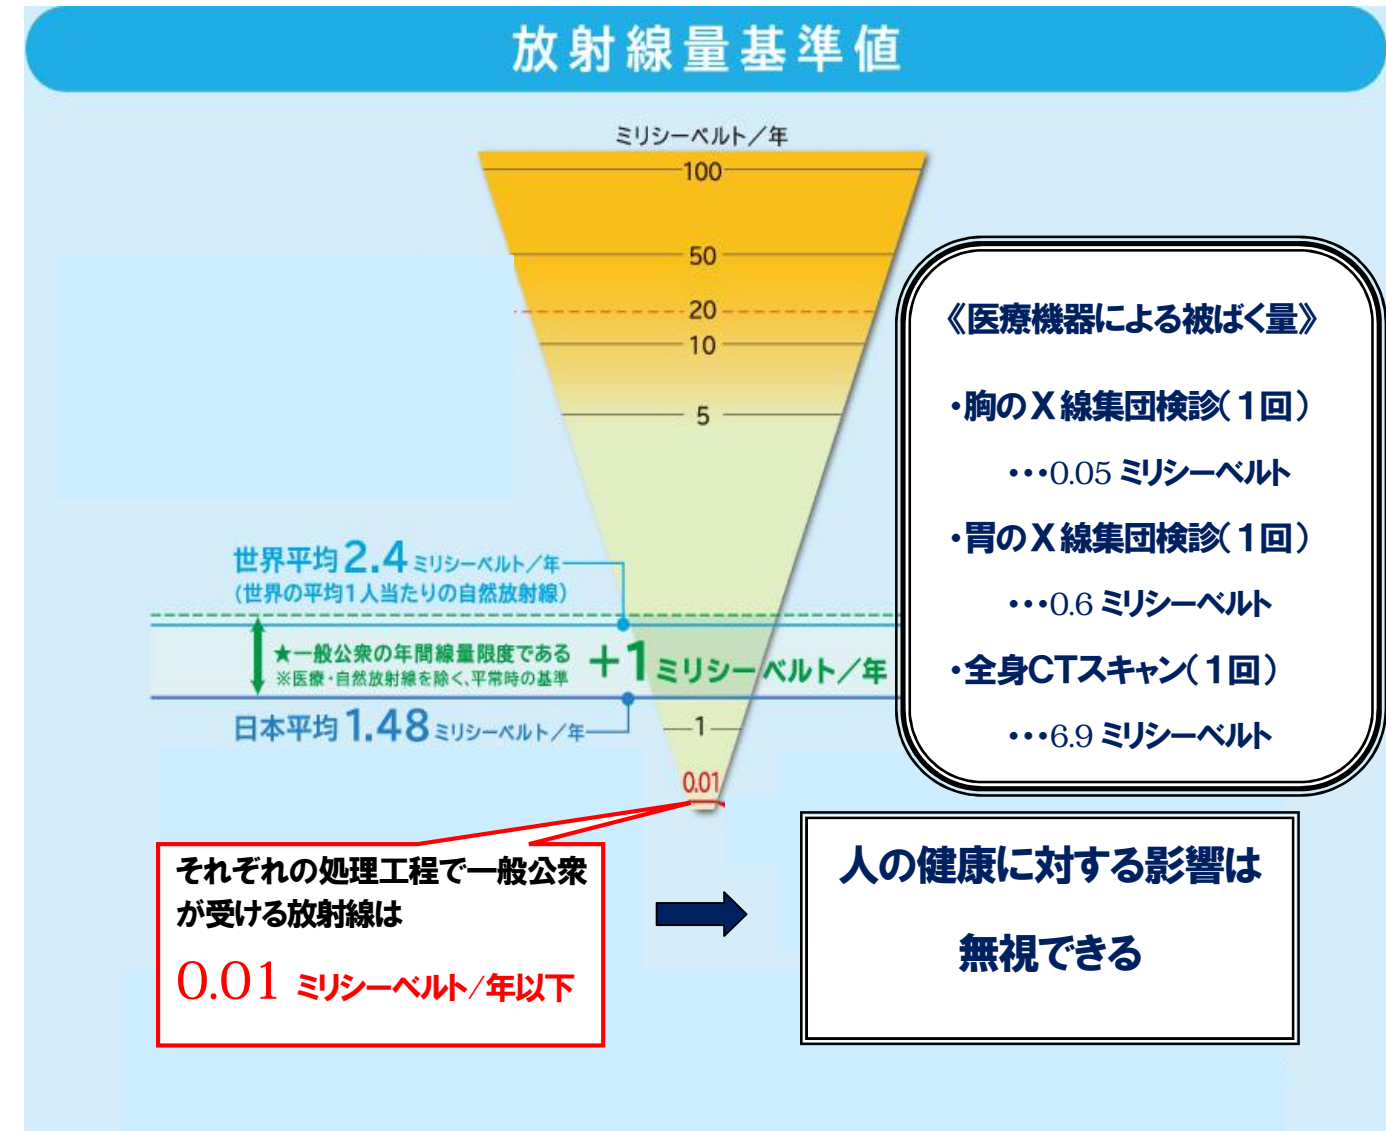 放射線量基準値
ミリシーベルト／年
100
50
20
10
5
《医療機器による被ばく量》
・胸のX線集団検診（1回）
・・・0.05 ミリシーベルト
・胃のX線集団検診（1回）
・・・0.6 ミリシーベルト
・全身CTスキャン（1回）
・・・6.9 ミリシーベルト
世界平均2.4ミリシーベルト／年
（世界の平均1人当たりの自然放射線）
★一般公衆の年間線量限度である
※医療・自然放射線を除く、平常時の基準
＋1ミリシーベルト／年
日本平均1.48ミリシーベルト／年
1
0.01
それぞれの処理工程で一般公衆
が受ける放射線は
0.01 ミリシーベルト/年以下
人の健康に対する影響は
無視できる